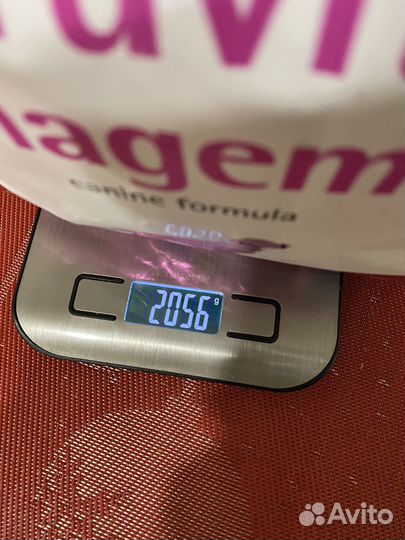 agem
canine formula
2056 g
Avito